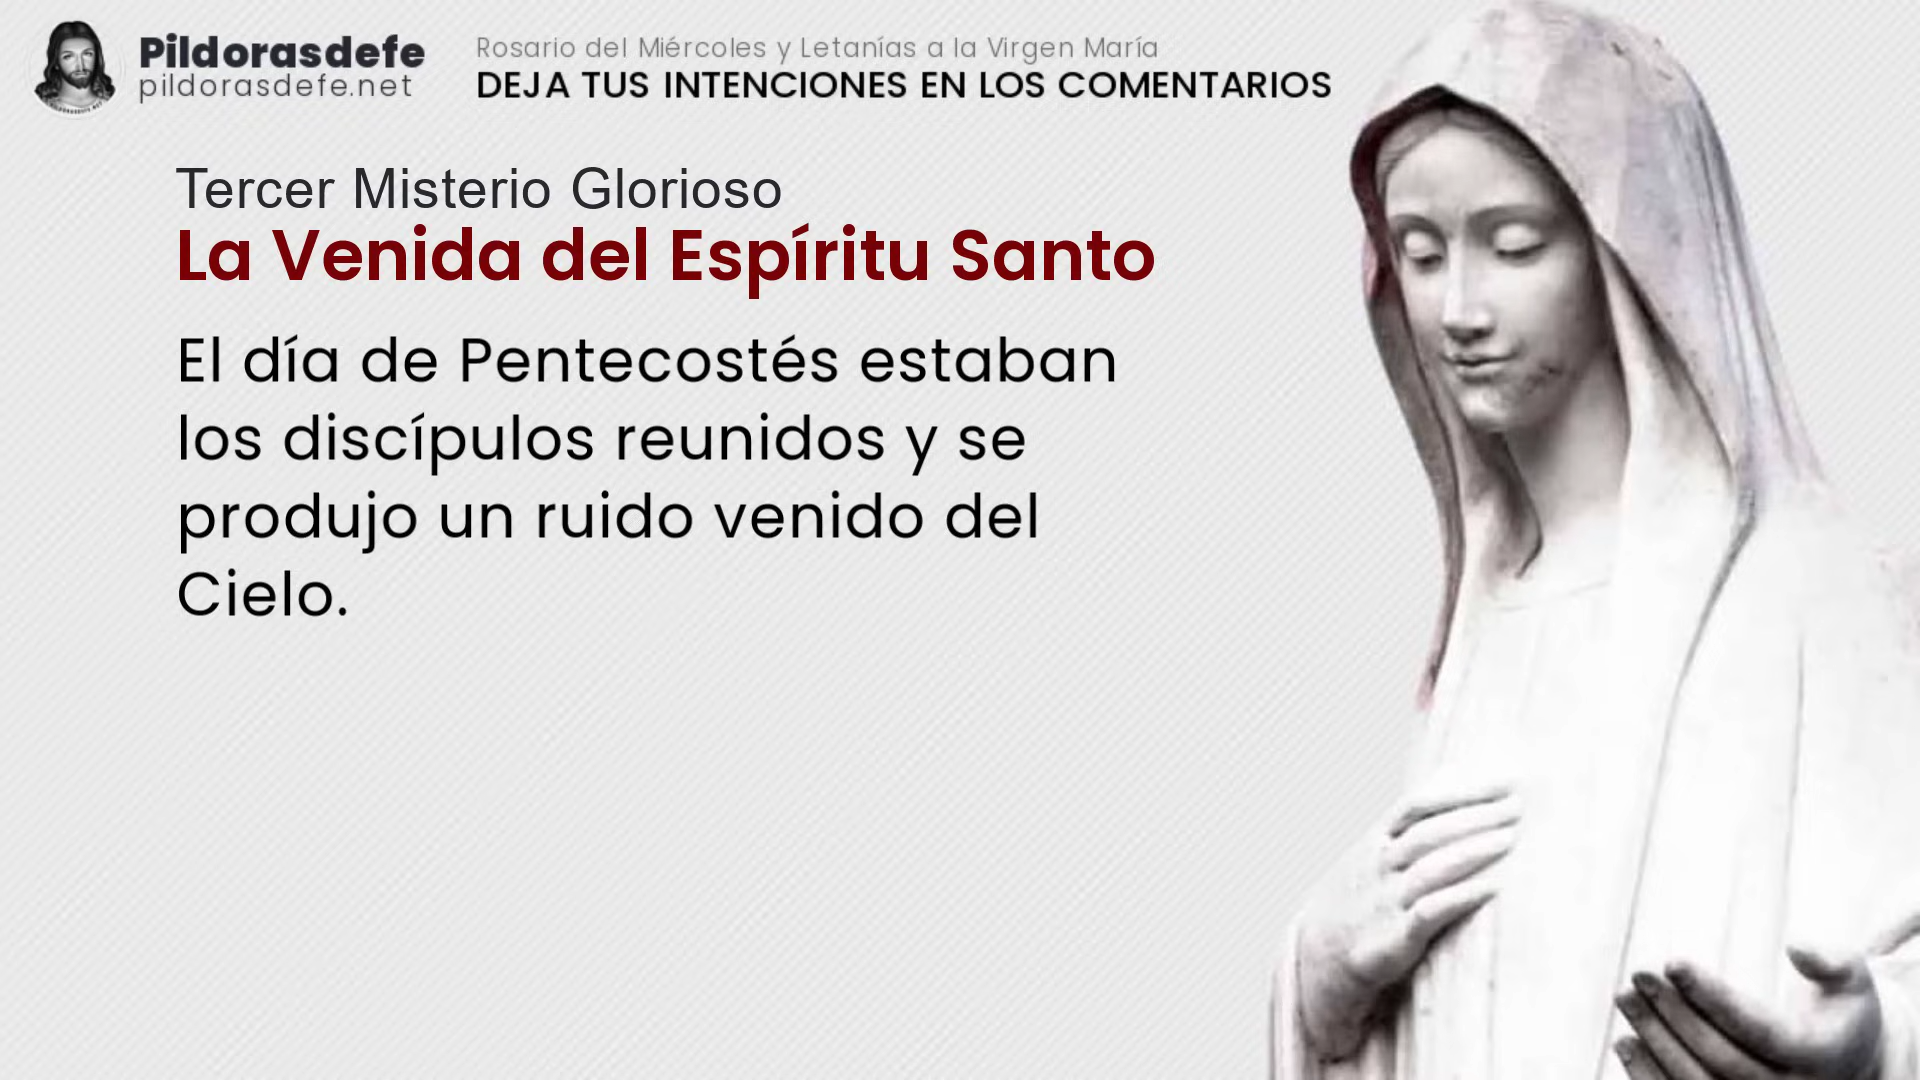 Pildorasdefe
pildorasdefe.net
Rosario del Miércoles y Letanías a la Virgen María
DEJA TUS INTENCIONES EN LOS COMENTARIOS
Tercer Misterio Glorioso
La Venida del Espíritu Santo
El día de Pentecostés estaban
los discípulos reunidos y se
produjo un ruido venido del
Cielo.